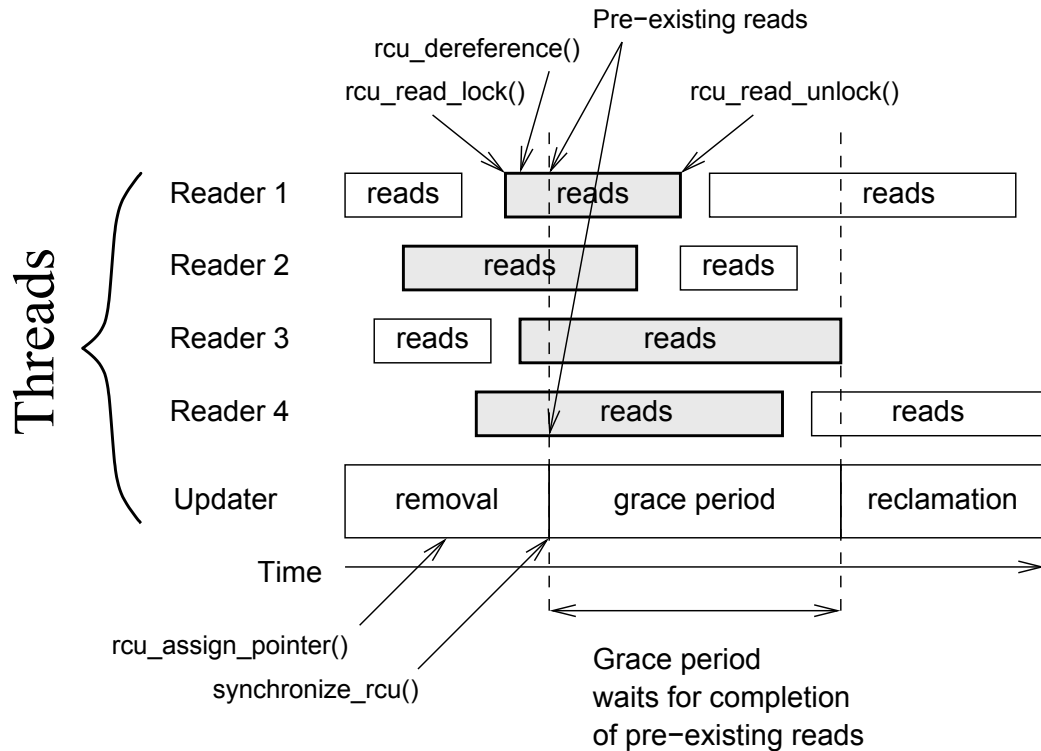 Pre−existing reads
rcu_dereference()
rcu_read_lock()
rcu_read_unlock()
Threads
Reader 1
reads
reads
reads
Reader 2
reads
reads
Reader 3
reads
reads
Reader 4
reads
reads
Updater
removal
grace period
reclamation
Time
rcu_assign_pointer()
synchronize_rcu()
Grace period
waits for completion
of pre−existing reads